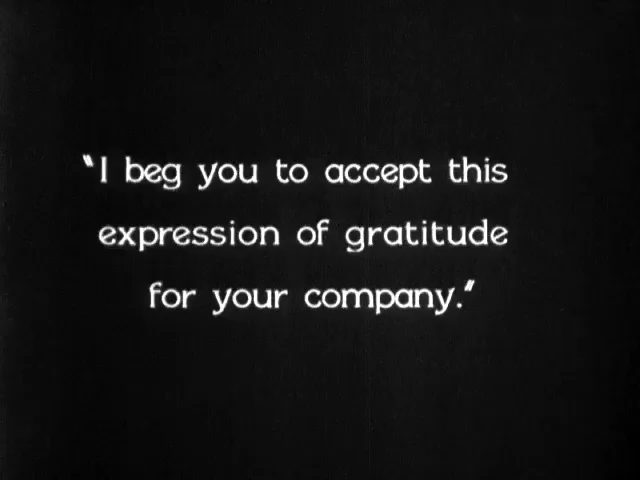 "I beg you to accept this
expression of gratitude
for your company."